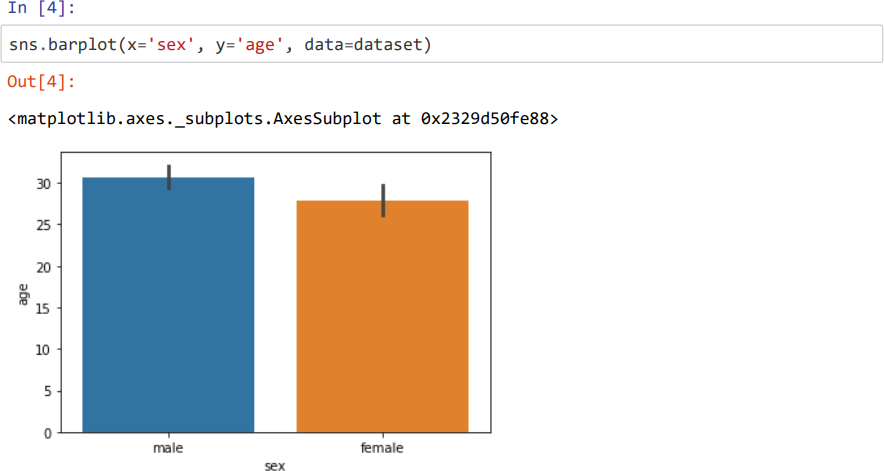 In [4]:
sns.barplot(x='sex', y='age', data=dataset)
Out[4]:
<matplotlib.axes._subplots.AxesSubplot at 0x2329d50fe88>
30
25
20
15
10
5
0
age
male female
sex